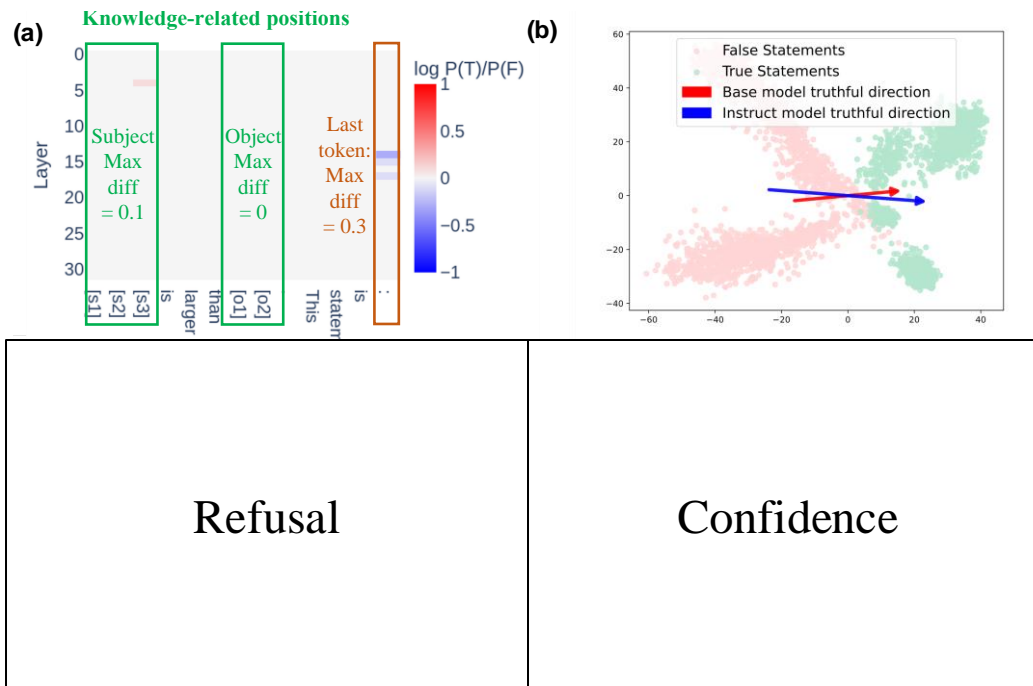 Knowledge-related positions
(a)
0
5
10
15
20
25
30
Layer
Subject
Max
diff
= 0.1
Object
Max
diff
= 0
Last
token:
Max
diff
= 0.3
log P(T)/P(F)
1
0.5
0
−0.5
−1
[s1]
[s2]
[s3]
is
larger
than
[o1]
[o2]
This
statem
is
:
(b)
False Statements
True Statements
Base model truthful direction
Instruct model truthful direction
60
40
20
0
−20
−40
−60
−40
−20
0
20
40
Refusal
Confidence